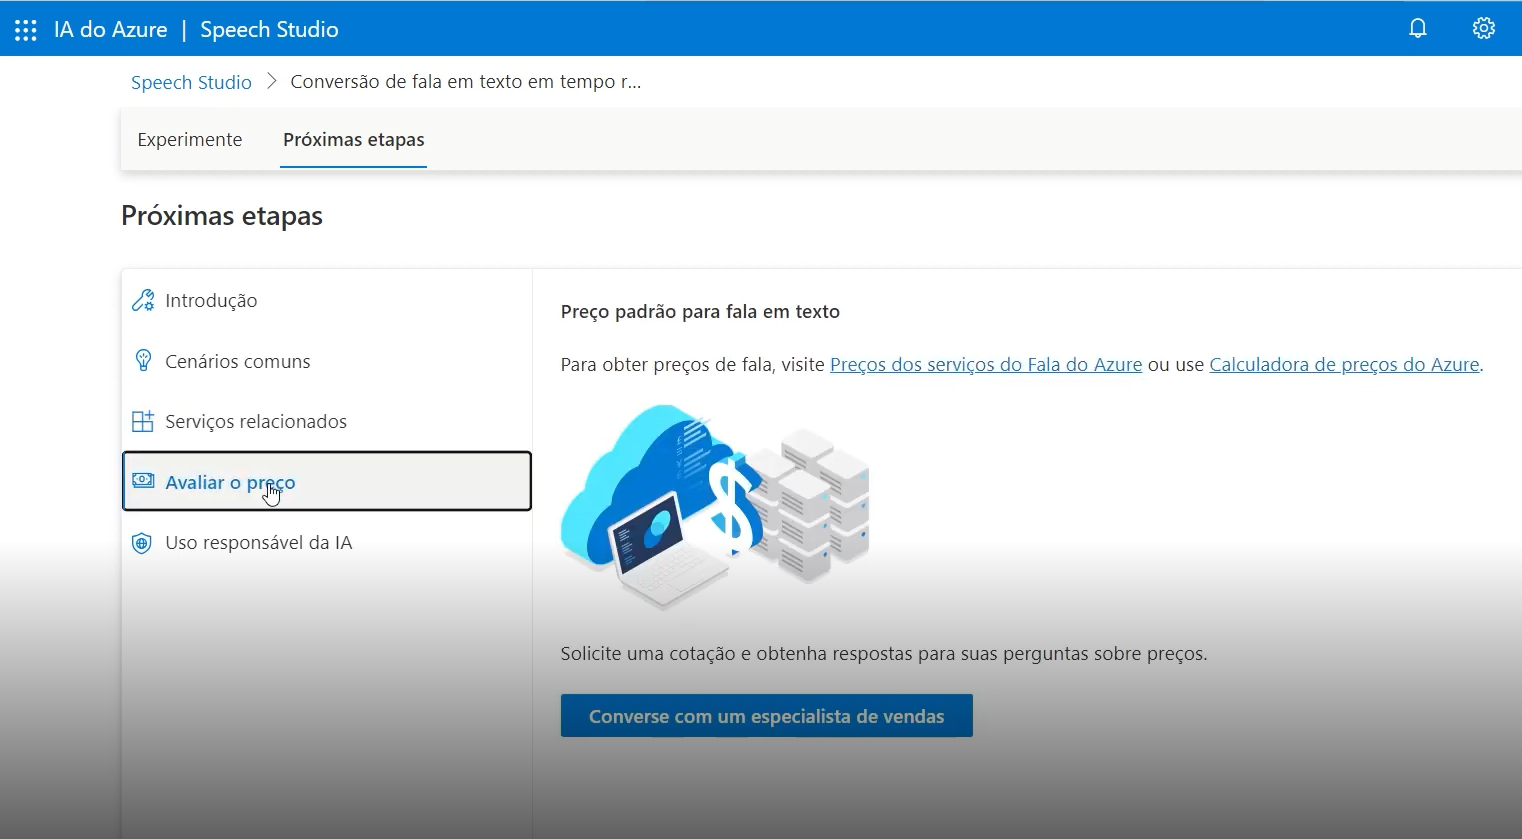 IA do Azure | Speech Studio
Speech Studio > Conversão de fala em texto em tempo r...
Experimente Próximas etapas
Próximas etapas
Introdução
Cenários comuns
Serviços relacionados
Avaliar o preço
Uso responsável da IA
Preço padrão para fala em texto
Para obter preços de fala, visite Preços dos serviços do Fala do Azure ou use Calculadora de preços do Azure.
Solicite uma cotação e obtenha respostas para suas perguntas sobre preços.
Converse com um especialista de vendas